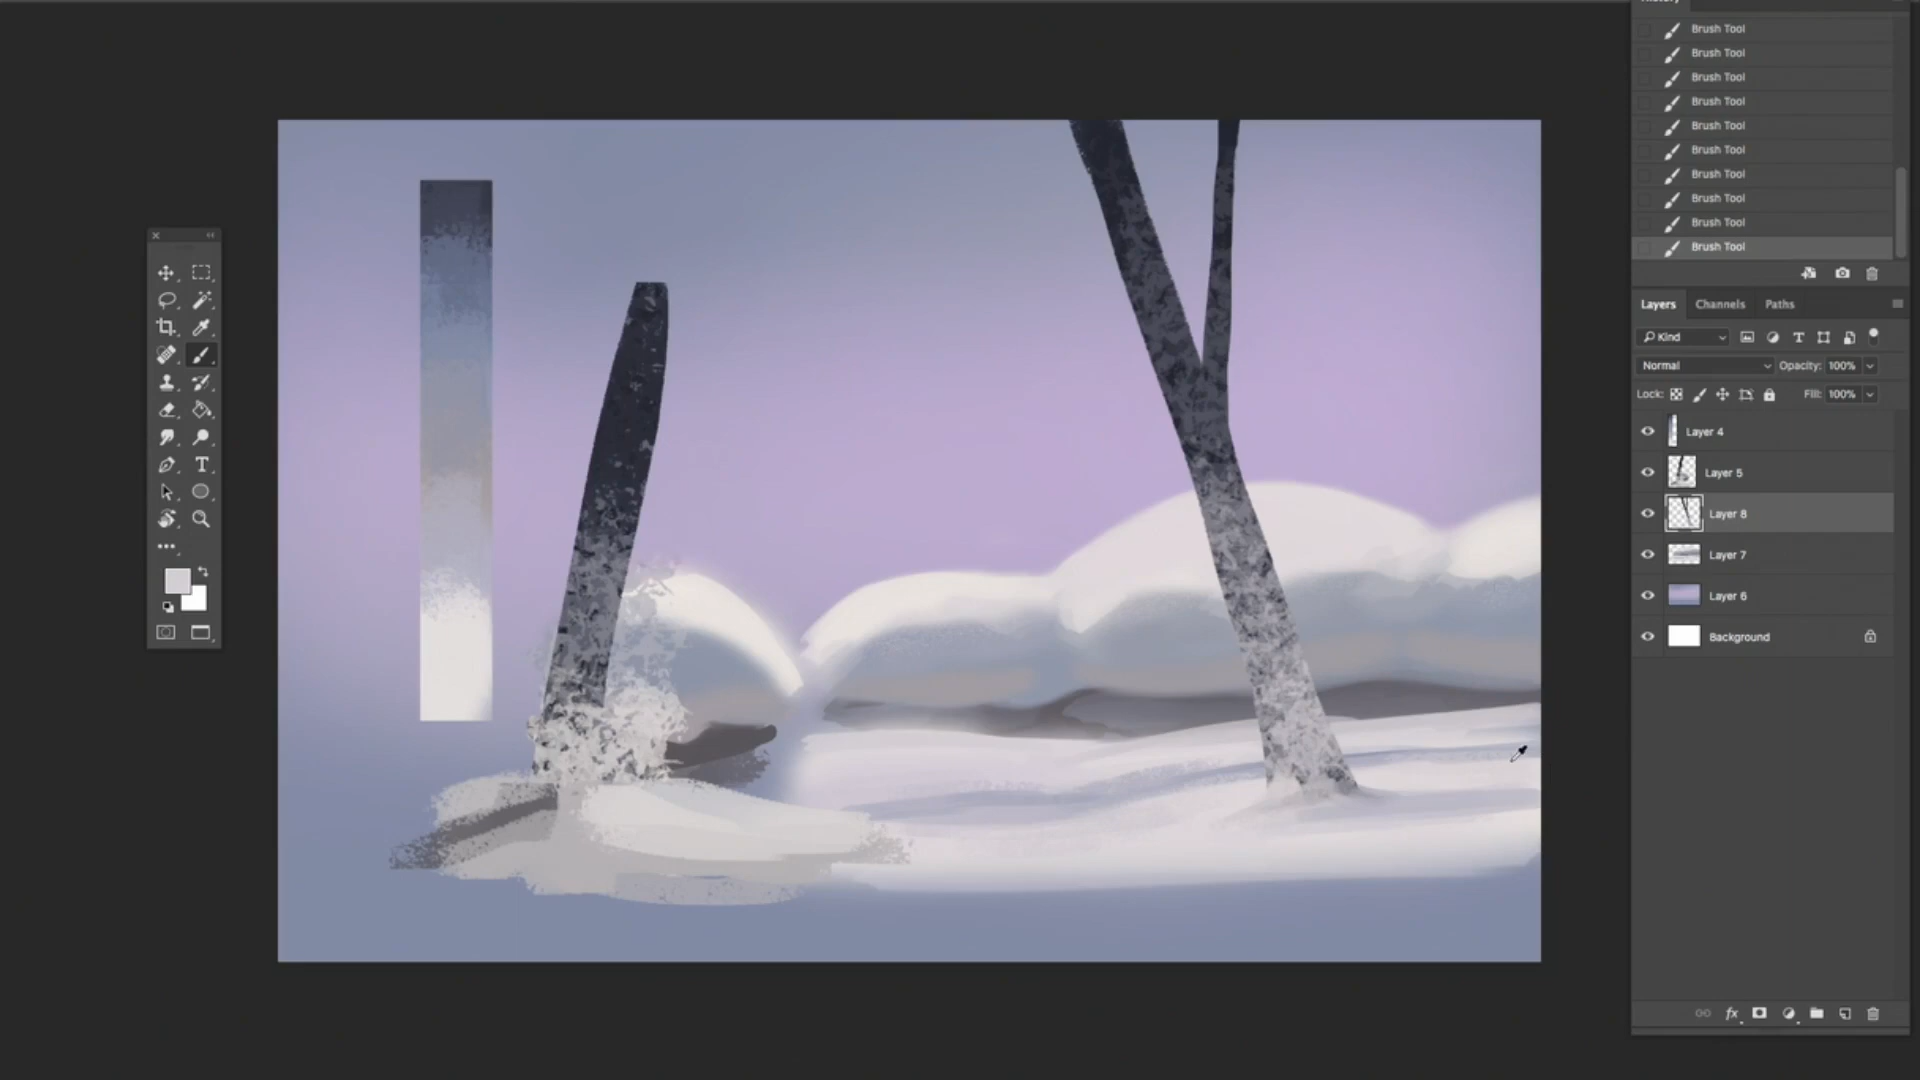 History
Brush Tool
Brush Tool
Brush Tool
Brush Tool
Brush Tool
Brush Tool
Brush Tool
Brush Tool
Brush Tool
Brush Tool
Layers Channels Paths
Kind
Normal Opacity: 100%
Lock: Fill: 100%
Layer 4
Layer 5
Layer 8
Layer 7
Layer 6
Background
fx